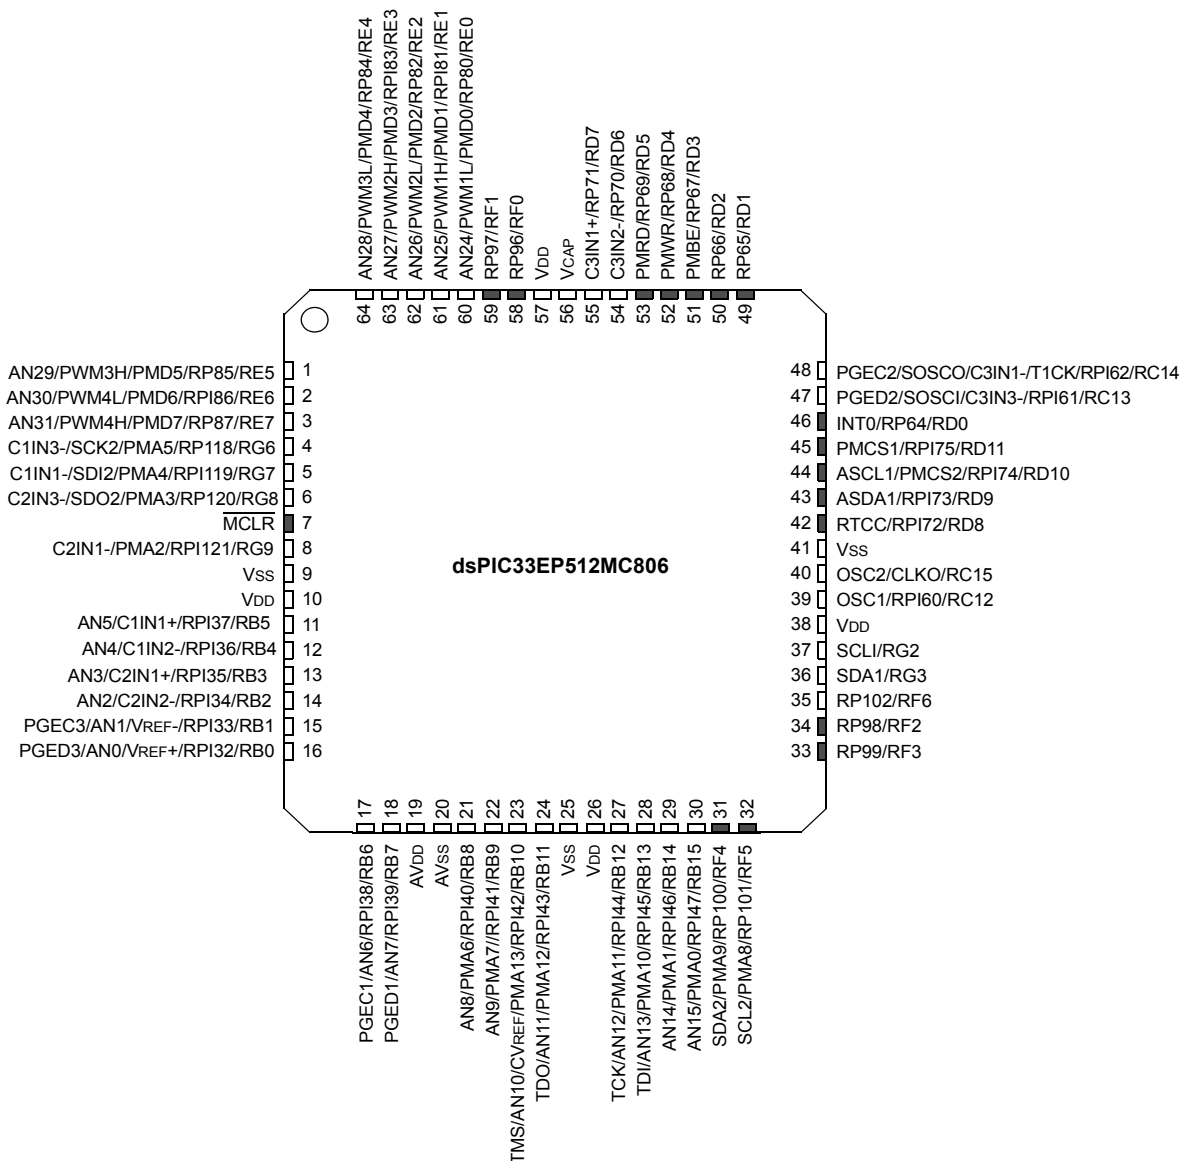 AN28/PWM3L/PMD4/RP84/RE4
AN27/PWM2H/PMD3/RPI83/RE3
AN26/PWM2L/PMD2/RP82/RE2
AN25/PWM1H/PMD1/RPI81/RE1
AN24/PWM1L/PMD0/RP80/RE0
RP97/RF1
RP96/RF0
VDD
VCAP
C3IN1+/RP71/RD7
C3IN2-/RP70/RD6
PMRD/RP69/RD5
PMWR/RP68/RD4
PMBE/RP67/RD3
RP66/RD2
RP65/RD1
64 63 62 61 60 59 58 57 56 55 54 53 52 51 50 49
AN29/PWM3H/PMD5/RP85/RE5 1
AN30/PWM4L/PMD6/RPI86/RE6 2
AN31/PWM4H/PMD7/RP87/RE7 3
C1IN3-/SCK2/PMA5/RP118/RG6 4
C1IN1-/SDI2/PMA4/RPI119/RG7 5
C2IN3-/SDO2/PMA3/RP120/RG8 6
MCLR 7
C2IN1-/PMA2/RPI121/RG9 8
VSS 9
VDD 10
AN5/C1IN1+/RPI37/RB5 11
AN4/C1IN2-/RPI36/RB4 12
AN3/C2IN1+/RPI35/RB3 13
AN2/C2IN2-/RPI34/RB2 14
PGEC3/AN1/VREF-/RPI33/RB1 15
PGED3/AN0/VREF+/RPI32/RB0 16
dsPIC33EP512MC806
48 PGEC2/SOSCO/C3IN1-/T1CK/RPI62/RC14
47 PGED2/SOSCI/C3IN3-/RPI61/RC13
46 INT0/RP64/RD0
45 PMCS1/RPI75/RD11
44 ASCL1/PMCS2/RPI74/RD10
43 ASDA1/RPI73/RD9
42 RTCC/RPI72/RD8
41 VSS
40 OSC2/CLKO/RC15
39 OSC1/RPI60/RC12
38 VDD
37 SCLI/RG2
36 SDA1/RG3
35 RP102/RF6
34 RP98/RF2
33 RP99/RF3
17 18 19 20 21 22 23 24 25 26 27 28 29 30 31 32
PGEC1/AN6/RPI38/RB6
PGED1/AN7/RPI39/RB7
AVDD
AVSS
AN8/PMA6/RPI40/RB8
AN9/PMA7//RPI41/RB9
TMS/AN10/CVREF/PMA13/RPI42/RB10
TDO/AN11/PMA12/RPI43/RB11
VSS
VDD
TCK/AN12/PMA11/RPI44/RB12
TDI/AN13/PMA10/RPI45/RB13
AN14/PMA1/RPI46/RB14
AN15/PMA0/RPI47/RB15
SDA2/PMA9/RP100/RF4
SCL2/PMA8/RP101/RF5